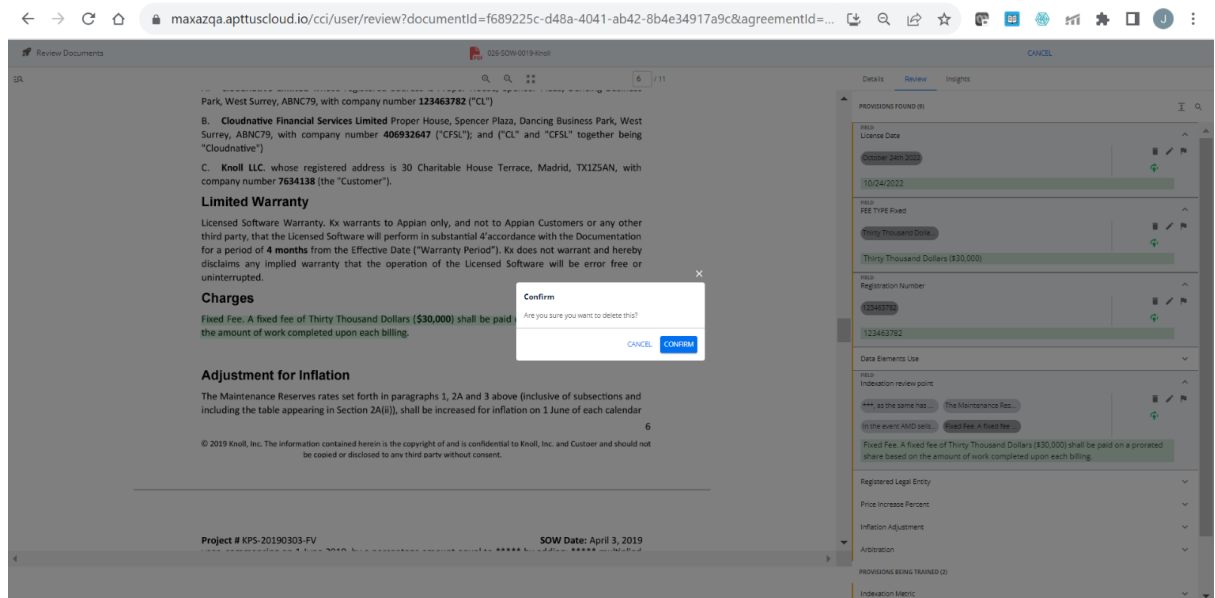 maxazqa.apttuscloud.io/cci/user/review?documentId=f689225c-d48a-4041-ab42-8b4e34917a9c&agreementId=...
J
Review Documents
026-SOW-0019-Knoll
CANCEL
6 / 11
Park, West Surrey, ABNC79, with company number 123463782 ("CL")
B. Cloudnative Financial Services Limited Proper House, Spencer Plaza, Dancing Business Park, West
Surrey, ABNC79, with company number 406932647 ("CFSL"); and ("CL" and "CFSL" together being
"Cloudnative")
C. Knoll LLC. whose registered address is 30 Charitable House Terrace, Madrid, TX1Z5AN, with
company number 7634138 (the "Customer").
Limited Warranty
Licensed Software Warranty. Kx warrants to Appian only, and not to Appian Customers or any other
third party, that the Licensed Software will perform in substantial 4'accordance with the Documentation
for a period of 4 months from the Effective Date ("Warranty Period"). Kx does not warrant and hereby
disclaims any implied warranty that the operation of the Licensed Software will be error free or
uninterrupted.
Charges
Fixed Fee. A fixed fee of Thirty Thousand Dollars ($30,000) shall be paid
the amount of work completed upon each billing.
Adjustment for Inflation
The Maintenance Reserves rates set forth in paragraphs 1, 2A and 3 above (inclusive of subsections and
including the table appearing in Section 2A(ii)), shall be increased for inflation on 1 June of each calendar
6
© 2019 Knoll, Inc. The information contained herein is the copyright of and is confidential to Knoll, Inc. and Custoer and should not
be copied or disclosed to any third party without consent.
Project # KPS-20190303-FV SOW Date: April 3, 2019
Confirm
Are you sure you want to delete this?
CANCEL CONFIRM
Details Review Insights
PROVISIONS FOUND (9)
FIELD
License Date
October 24th 2022
10/24/2022
FIELD
FEE TYPE Fixed
Thirty Thousand Dolla...
Thirty Thousand Dollars ($30,000)
FIELD
Registration Number
123463782
123463782
Data Elements Use
FIELD
Indexation review point
***, as the same has ... The Maintenance Res...
In the event AMD sells... Fixed Fee. A fixed fee ...
Fixed Fee. A fixed fee of Thirty Thousand Dollars ($30,000) shall be paid on a prorated
share based on the amount of work completed upon each billing.
Registered Legal Entity
Price Increase Percent
Inflation Adjustment
Arbitration
PROVISIONS BEING TRAINED (2)
Indexation Metric